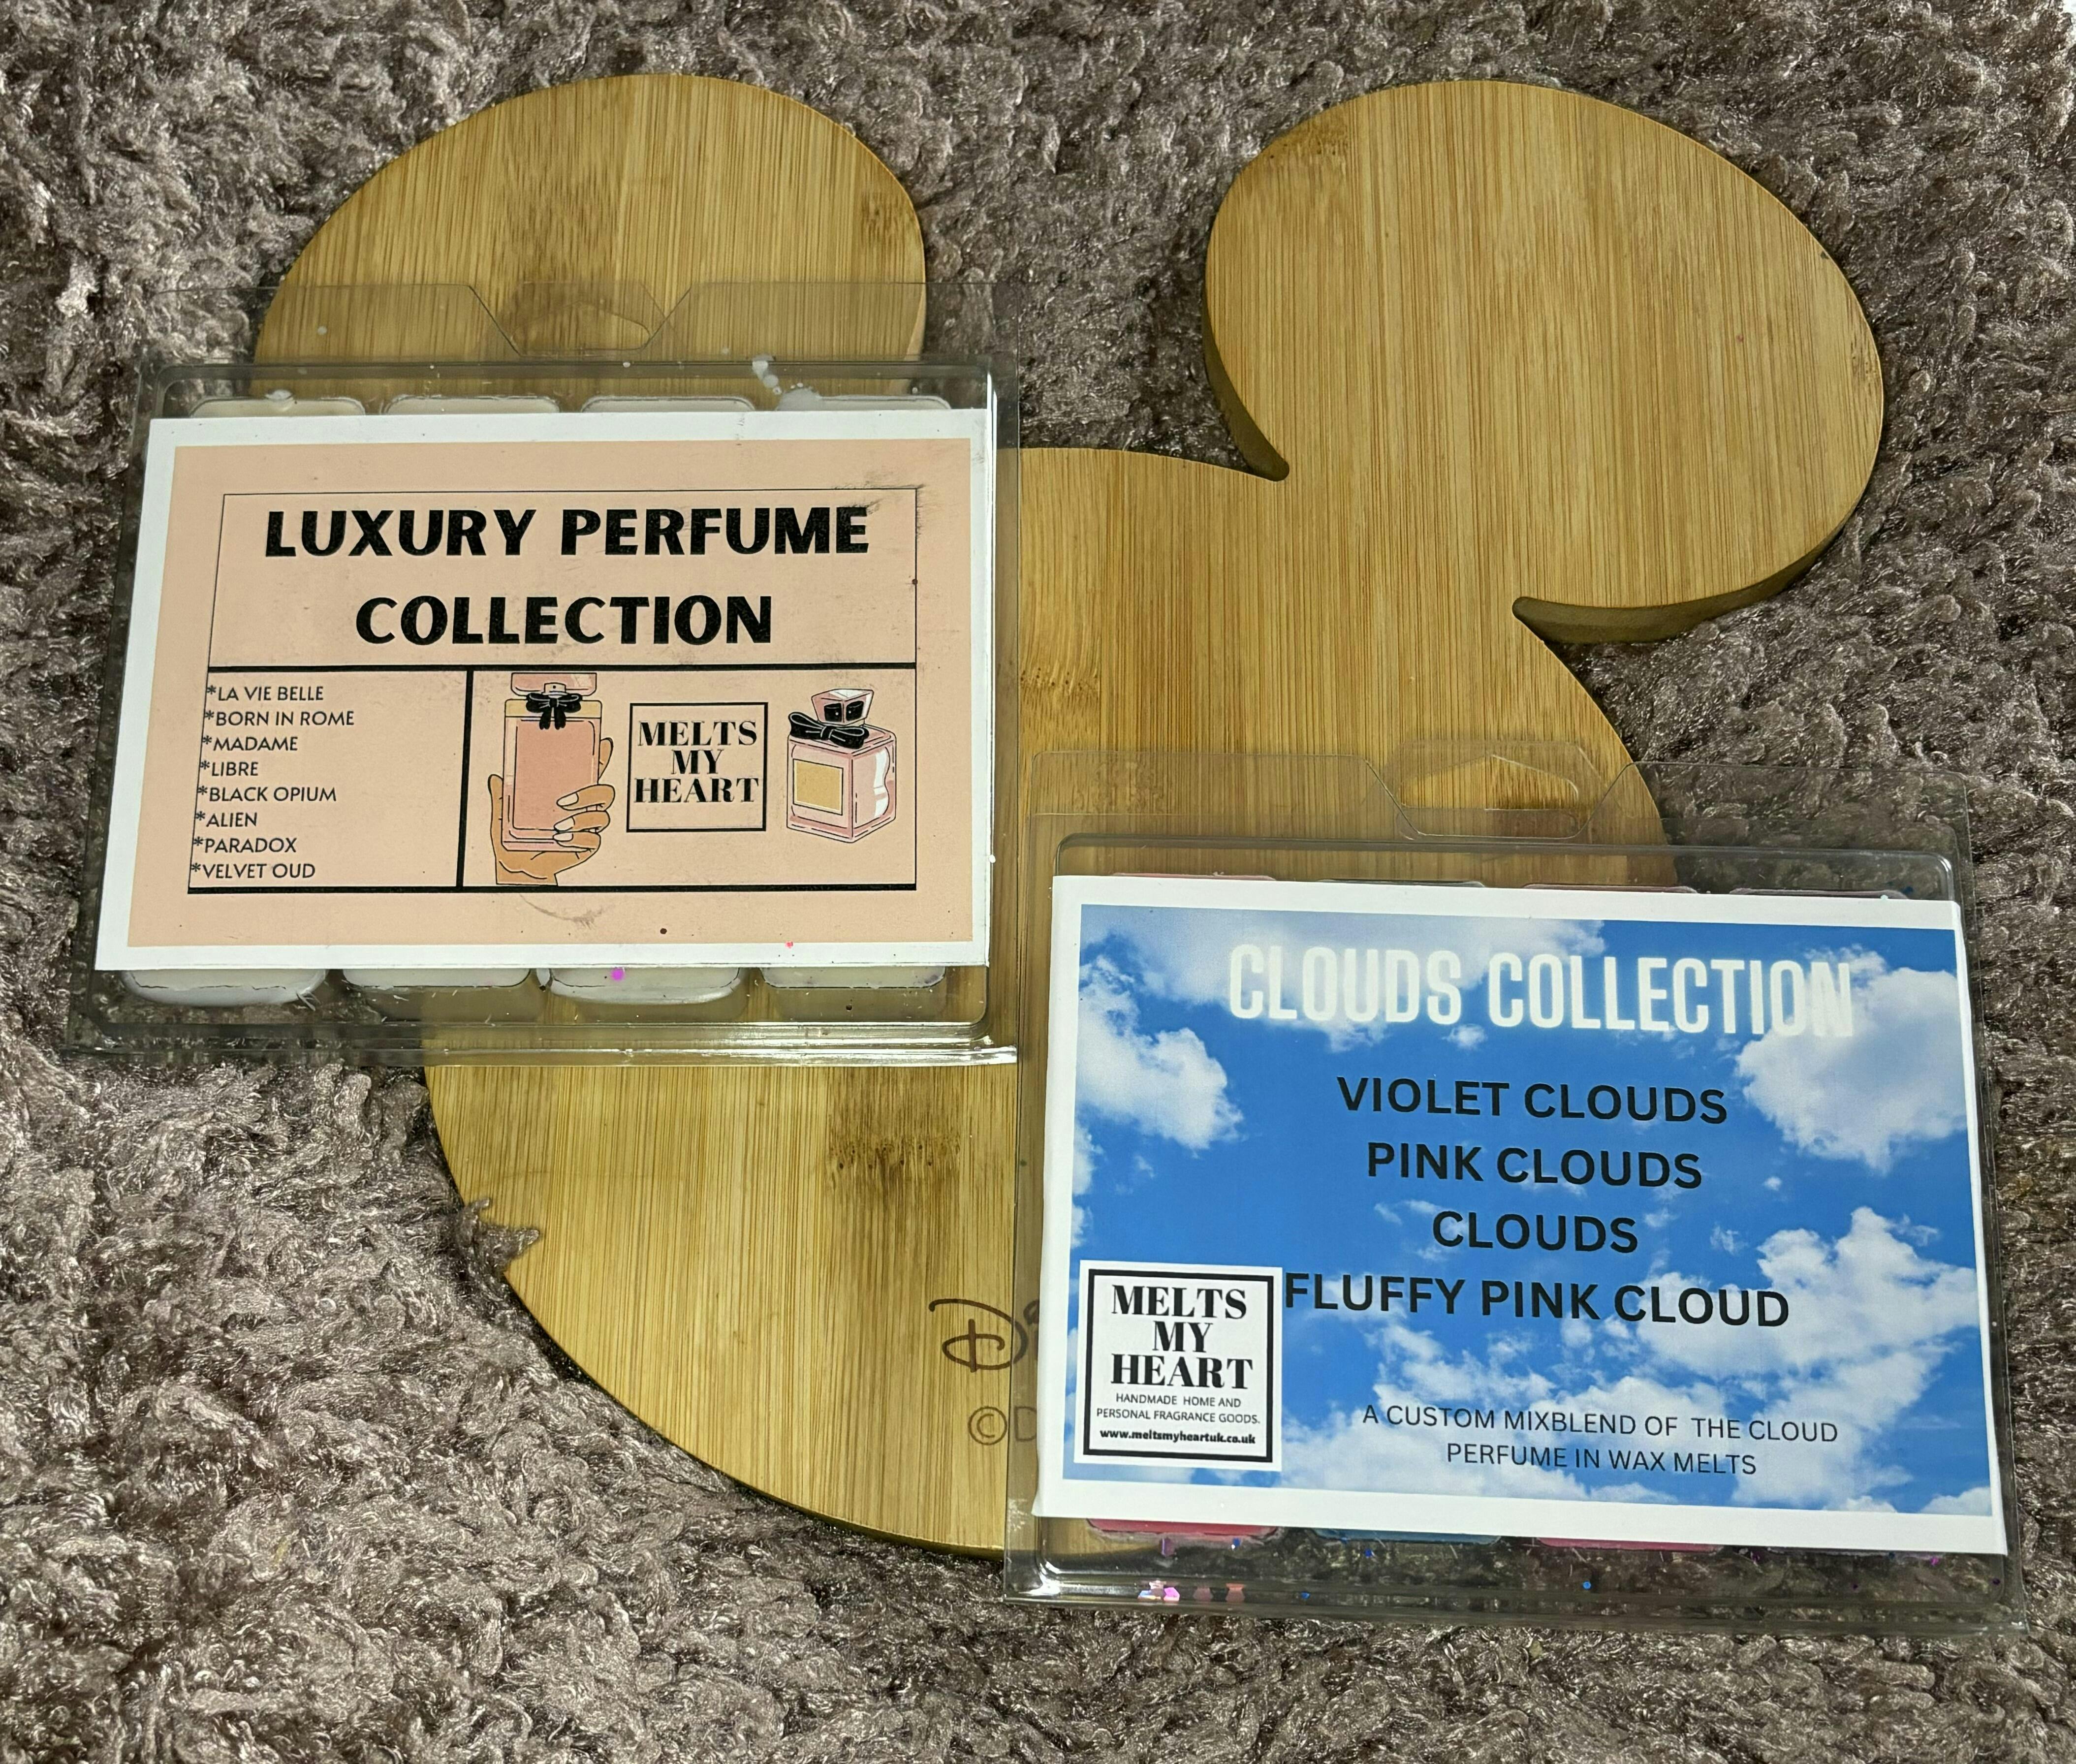 LUXURY PERFUME
COLLECTION
*LA VIE BELLE
*BORN IN ROME
*MADAME
*LIBRE
*BLACK OPIUM
*ALIEN
*PARADOX
*VELVET OUD
MELTS
MY
HEART
CLOUDS COLLECTION
VIOLET CLOUDS
PINK CLOUDS
CLOUDS
FLUFFY PINK CLOUD
MELTS
MY
HEART
HANDMADE HOME AND
PERSONAL FRAGRANCE GOODS.
www.meltsmyheartuk.co.uk
A CUSTOM MIXBLEND OF THE CLOUD
PERFUME IN WAX MELTS